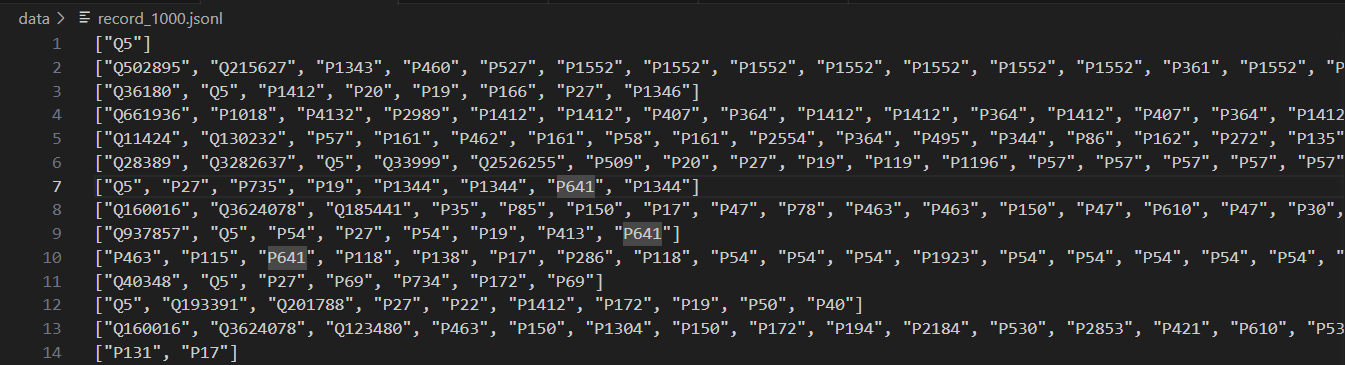 data > record_1000.jsonl
1 ["Q5"]
2 ["Q502895", "Q215627", "P1343", "P460", "P527", "P1552", "P1552", "P1552", "P1552", "P1552", "P1552", "P1552", "P361", "P1552", "P
3 ["Q36180", "Q5", "P1412", "P20", "P19", "P166", "P27", "P1346"]
4 ["Q661936", "P1018", "P4132", "P2989", "P1412", "P1412", "P407", "P364", "P1412", "P1412", "P364", "P1412", "P407", "P364", "P1412
5 ["Q11424", "Q130232", "P57", "P161", "P462", "P161", "P58", "P161", "P2554", "P364", "P495", "P344", "P86", "P162", "P272", "P135"
6 ["Q28389", "Q3282637", "Q5", "Q33999", "Q2526255", "P509", "P20", "P27", "P19", "P119", "P1196", "P57", "P57", "P57", "P57", "P57"
7 ["Q5", "P27", "P735", "P19", "P1344", "P1344", "P641", "P1344"]
8 ["Q160016", "Q3624078", "Q185441", "P35", "P85", "P150", "P17", "P47", "P78", "P463", "P463", "P150", "P47", "P610", "P47", "P30",
9 ["Q937857", "Q5", "P54", "P27", "P54", "P19", "P413", "P641"]
10 ["P463", "P115", "P641", "P118", "P138", "P17", "P286", "P118", "P54", "P54", "P54", "P1923", "P54", "P54", "P54", "P54", "P54", "
11 ["Q40348", "Q5", "P27", "P69", "P734", "P172", "P69"]
12 ["Q5", "Q193391", "Q201788", "P27", "P22", "P1412", "P172", "P19", "P50", "P40"]
13 ["Q160016", "Q3624078", "Q123480", "P463", "P150", "P1304", "P150", "P172", "P194", "P2184", "P530", "P2853", "P421", "P610", "P53
14 ["P131", "P17"]